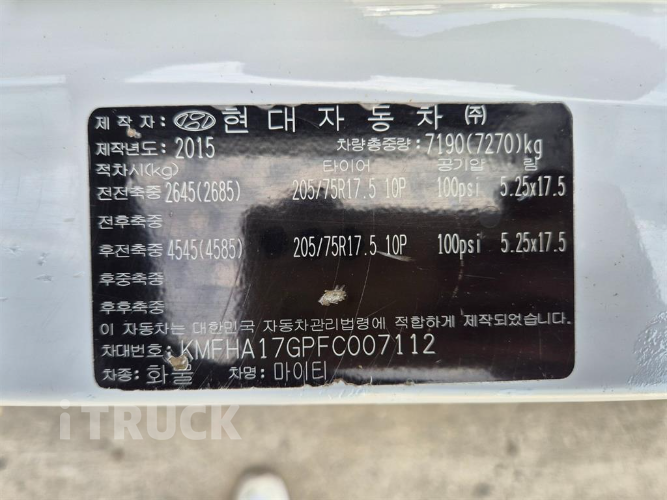 제 작 자 : 현 대 자 동 차 ㈜
제작년도: 2015 차량총중량: 7190(7270)kg
적차시(kg) 타이어 공기압 림
전전축중 2645(2685) 205/75R17.5 10P 100psi 5.25x17.5
전후축중
후전축중 4545(4585) 205/75R17.5 10P 100psi 5.25x17.5
후중축중
후후축중
이 자동차는 대한민국 자동차관리법령에 적합하게 제작되었습니다.
차대번호: KMFHA17GPFC007112
차종: 화물 차명: 마이티
iTRUCK